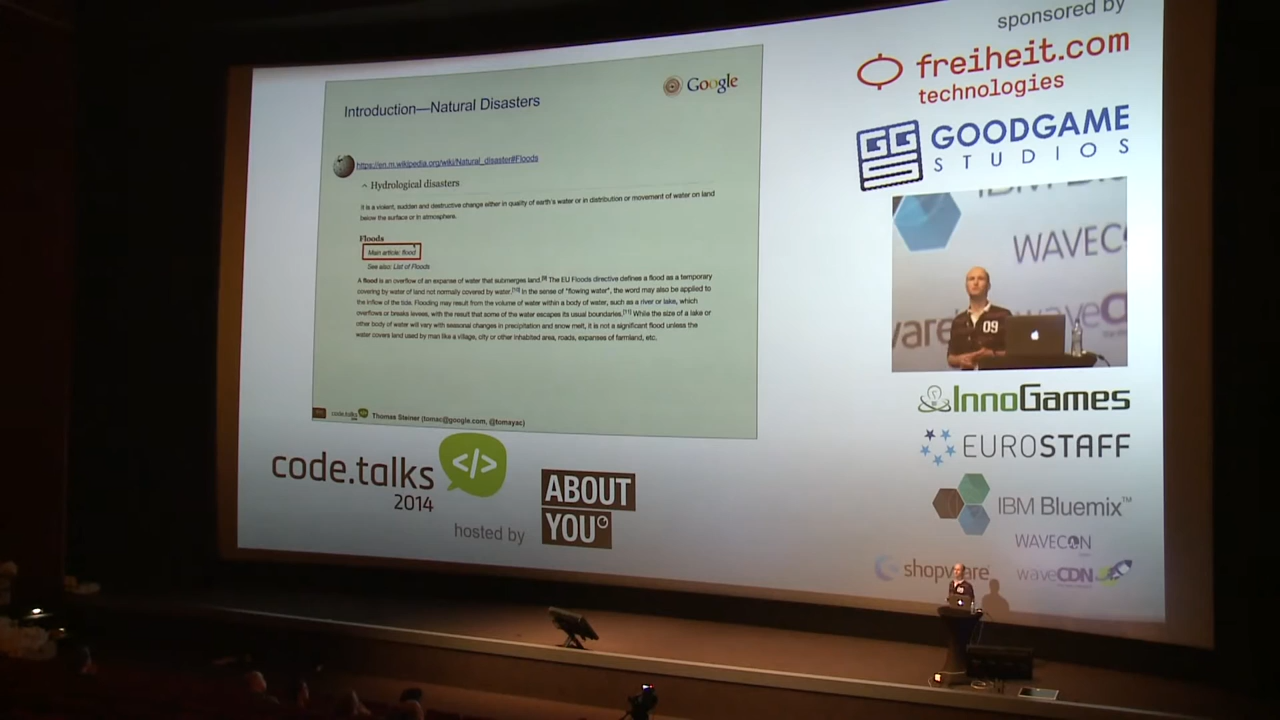 Introduction—Natural Disasters
Google
https://en.m.wikipedia.org/wiki/Natural_disaster#Floods
Hydrological disasters
It is a violent, sudden and destructive change either in quality of earth's water or in distribution or movement of water on land
below the surface or in atmosphere.
Floods
Main article: flood
See also: List of Floods
A flood is an overflow of an expanse of water that submerges land.[9] The EU Floods directive defines a flood as a temporary
covering by water of land not normally covered by water.[10] In the sense of "flowing water", the word may also be applied to
the inflow of the tide. Flooding may result from the volume of water within a body of water, such as a river or lake, which
overflows or breaks levees, with the result that some of the water escapes its usual boundaries.[11] While the size of a lake or
other body of water will vary with seasonal changes in precipitation and snow melt, it is not a significant flood unless the
water covers land used by man like a village, city or other inhabited area, roads, expanses of farmland, etc.
code.talks Thomas Steiner (tomac@google.com, @tomayac)
code.talks </>
2014
hosted by
ABOUT
YOU
sponsored by
freiheit.com
technologies
GG
GOODGAME
STUDIOS
WAVEC
09
InnoGames
EUROSTAFF
IBM Bluemix™
WAVECON
shopware
waveCDN